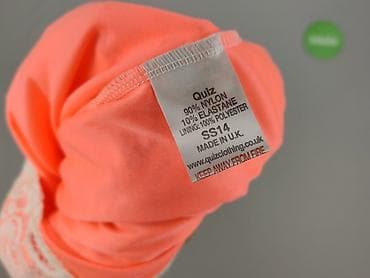 Quiz
90% NYLON
10% ELASTANE
LINING: 100% POLYESTER
SS14
MADE IN U.K.
www.quizclothing.co.uk
KEEP AWAY FROM FIRE